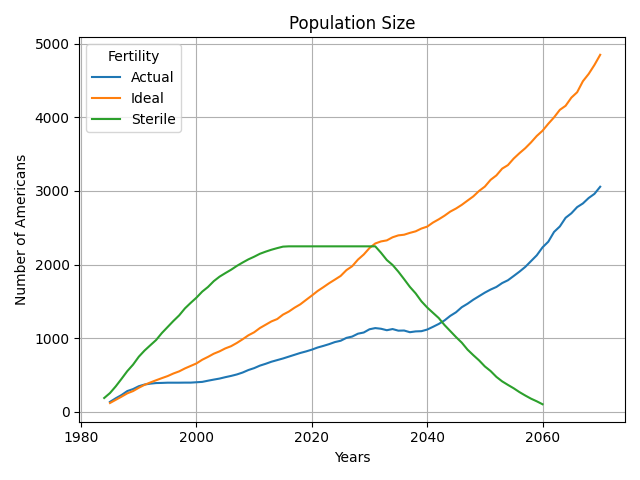 Population Size
Fertility
Actual
Ideal
Sterile
Number of Americans
5000
4000
3000
2000
1000
0
1980
2000
2020
2040
2060
Years